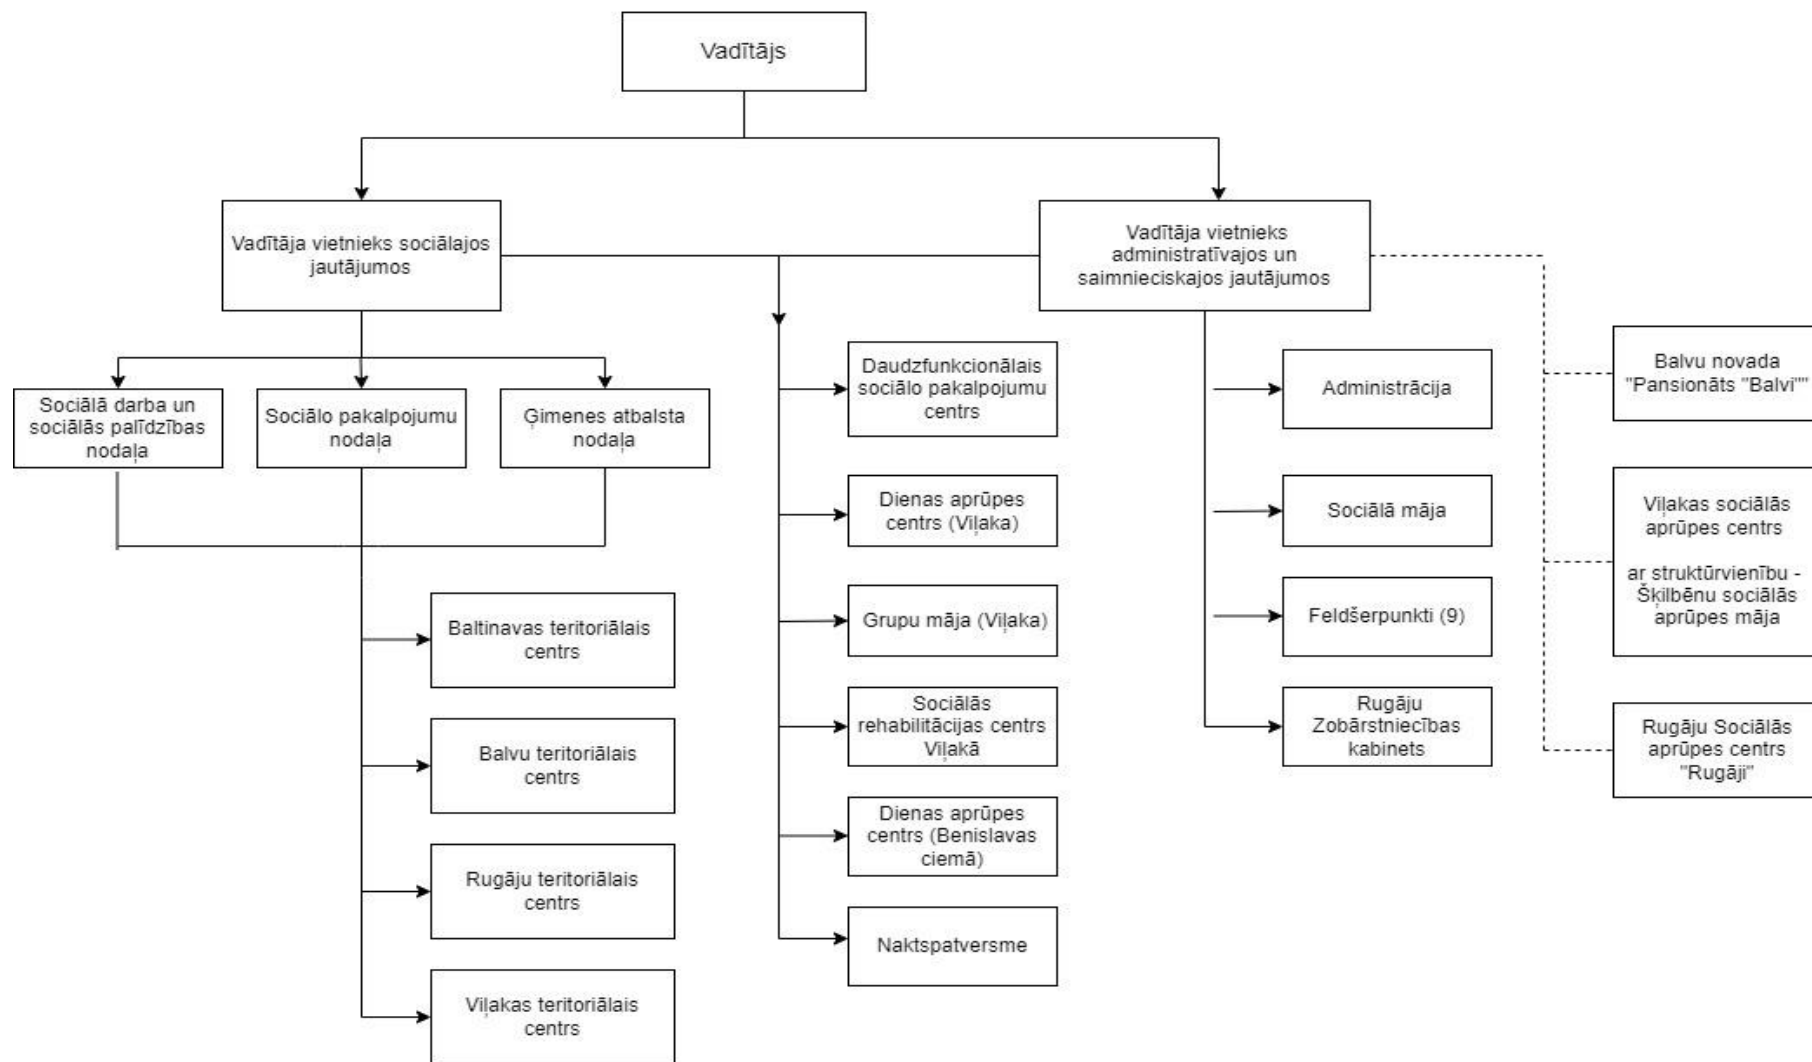 Vadītājs
Vadītāja vietnieks sociālajos
jautājumos
Vadītāja vietnieks
administratīvajos un
saimnieciskajos jautājumos
Sociālā darba un
sociālās palīdzības
nodaļa
Sociālo pakalpojumu
nodaļa
Ģimenes atbalsta
nodaļa
Baltinavas teritoriālais
centrs
Balvu teritoriālais
centrs
Rugāju teritoriālais
centrs
Viļakas teritoriālais
centrs
Daudzfunkcionālais
sociālo pakalpojumu
centrs
Dienas aprūpes
centrs (Viļaka)
Grupu māja (Viļaka)
Sociālās
rehabilitācijas centrs
Viļakā
Dienas aprūpes
centrs (Benislavas
ciemā)
Naktspatversme
Administrācija
Sociālā māja
Feldšerpunkti (9)
Rugāju
Zobārstniecības
kabinets
Balvu novada
"Pansionāts "Balvi""
Viļakas sociālās
aprūpes centrs
ar struktūrvienību -
Šķilbēnu sociālās
aprūpes māja
Rugāju Sociālās
aprūpes centrs
"Rugāji"